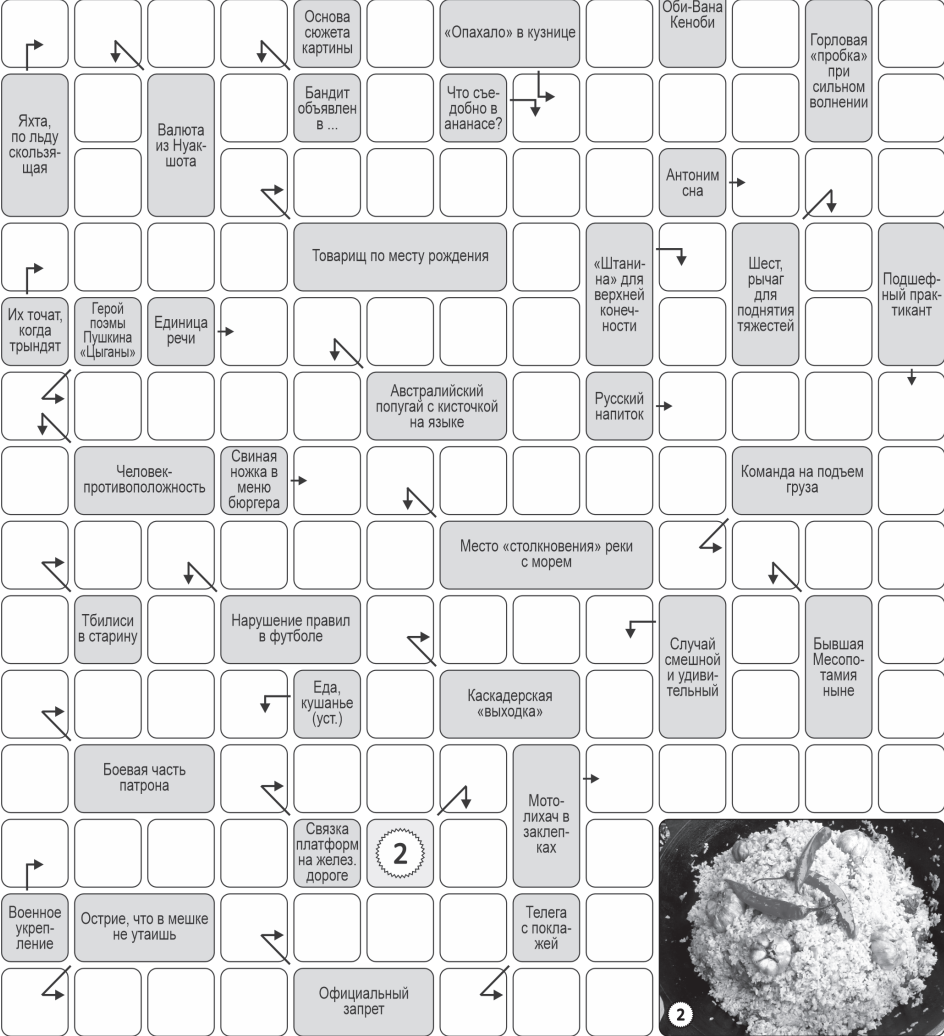 Основа
сюжета
картины
«Опахало» в кузнице
Оби-Вана
Кеноби
Горловая
«пробка»
при
сильном
волнении
Яхта,
по льду
скользя-
щая
Валюта
из Нуак-
шота
Бандит
объявлен
в ...
Что съе-
добно в
ананасе?
Антоним
сна
Товарищ по месту рождения
«Штани-
на» для
верхней
конеч-
ности
Шест,
рычаг
для
поднятия
тяжестей
Подшеф-
ный прак-
тикант
Их точат,
когда
трындят
Герой
поэмы
Пушкина
«Цыганы»
Единица
речи
Австралийский
попугай с кисточкой
на языке
Русский
напиток
Человек-
противоположность
Свиная
ножка в
меню
бюргера
Команда на подъем
груза
Место «столкновения» реки
с морем
Тбилиси
в старину
Нарушение правил
в футболе
Случай
смешной
и удиви-
тельный
Бывшая
Месопо-
тамия
ныне
Еда,
кушанье
(уст.)
Каскадерская
«выходка»
Боевая часть
патрона
Мото-
лихач в
заклеп-
ках
Связка
платформ
на желез.
дороге
2
Военное
укреп-
ление
Острие, что в мешке
не утаишь
Телега
с покла-
жей
Официальный
запрет
2